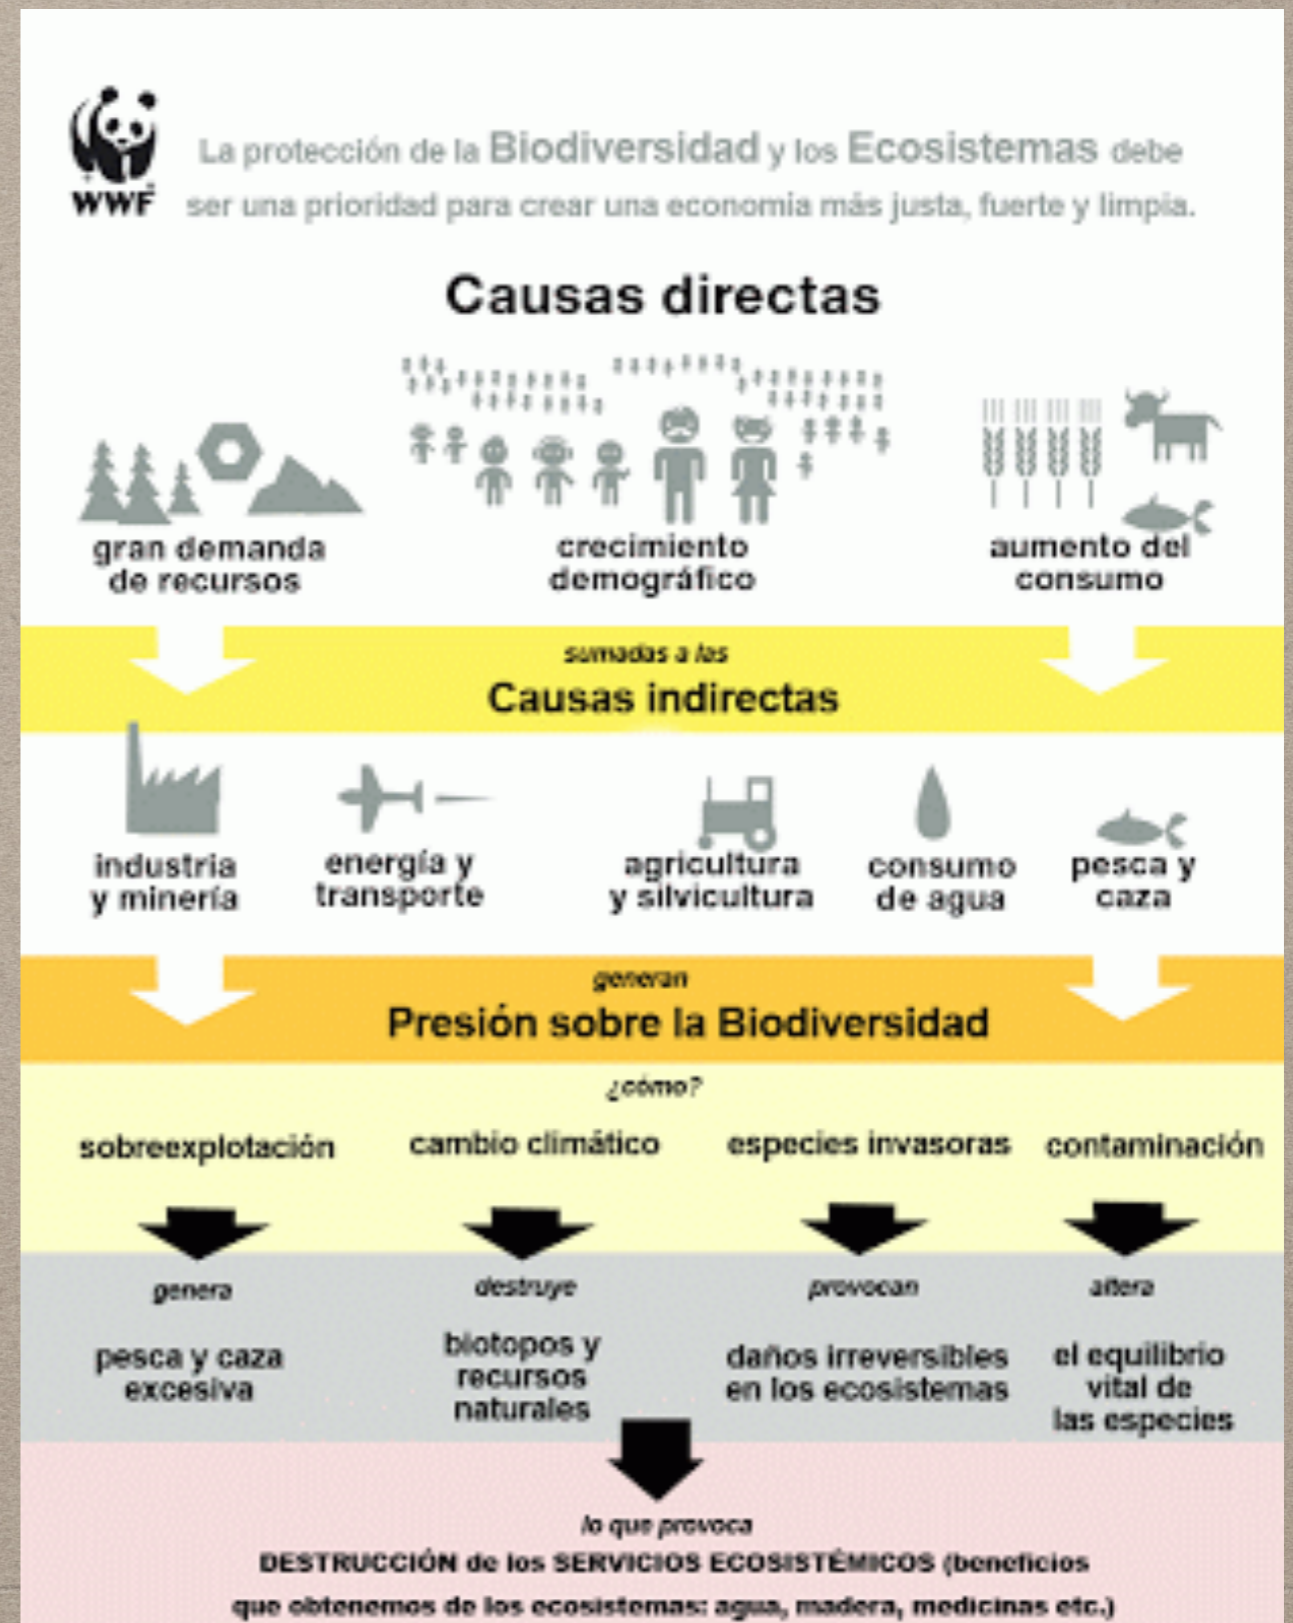 WWF
La protección de la Biodiversidad y los Ecosistemas debe
ser una prioridad para crear una economia más justa, fuerte y limpia.
Causas directas
gran demanda
de recursos
crecimiento
demográfico
aumento del
consumo
sumadas a las
Causas indirectas
industria
y minería
energía y
transporte
agricultura
y silvicultura
consumo
de agua
pesca y
caza
generan
Presión sobre la Biodiversidad
¿cómo?
sobreexplotación
cambio climático
especies invasoras
contaminación
genera
pesca y caza
excesiva
destruye
biotopos y
recursos
naturales
provocan
daños irreversibles
en los ecosistemas
altera
el equilibrio
vital de
las especies
lo que provoca
DESTRUCCIÓN de los SERVICIOS ECOSISTÉMICOS (beneficios
que obtenemos de los ecosistemas: agua, madera, medicinas etc.)